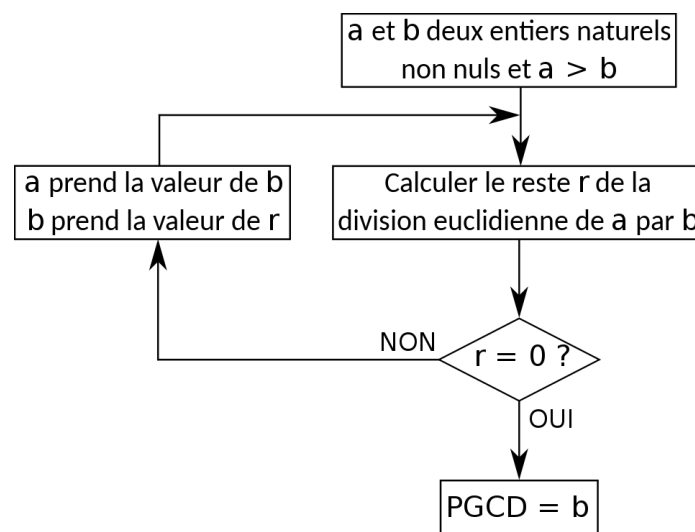 a et b deux entiers naturels
non nuls et a > b
a prend la valeur de b
b prend la valeur de r
Calculer le reste r de la
division euclidienne de a par b
NON
r = 0 ?
OUI
PGCD = b